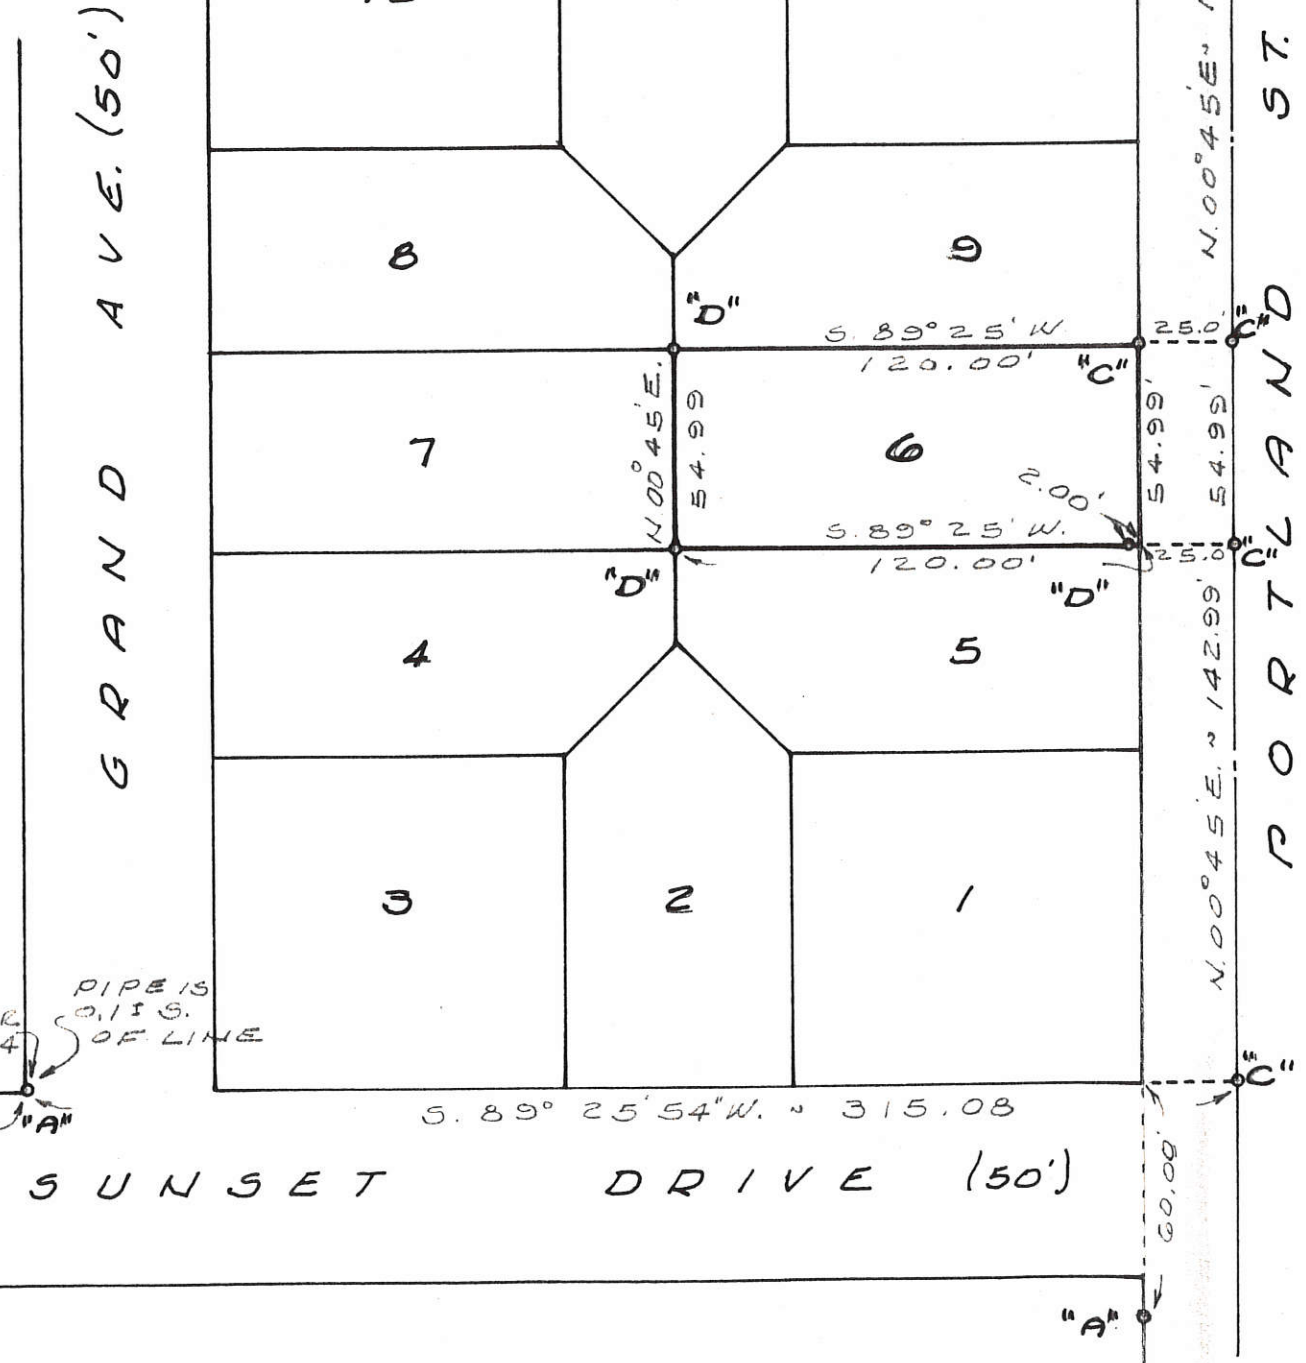 AVE. (50')
GRAND
N.00°45'E~
ST.
PORTLAND
8
9
"D"
S. 89° 25' W.
120.00'
"C"
25.0'
"C"
7
N.00°45'E.
54.99
6
2.00'
54.99'
54.99'
S. 89° 25' W.
120.00'
"D"
"D"
25.0
"C"
4
5
N.00°45'E. ~ 142.99'
3
2
1
PIPE IS
0.1± S.
OF LINE
R
4
"A"
"C"
S. 89° 25' 54" W. ~ 315.08
60.00'
SUNSET DRIVE (50')
"A"